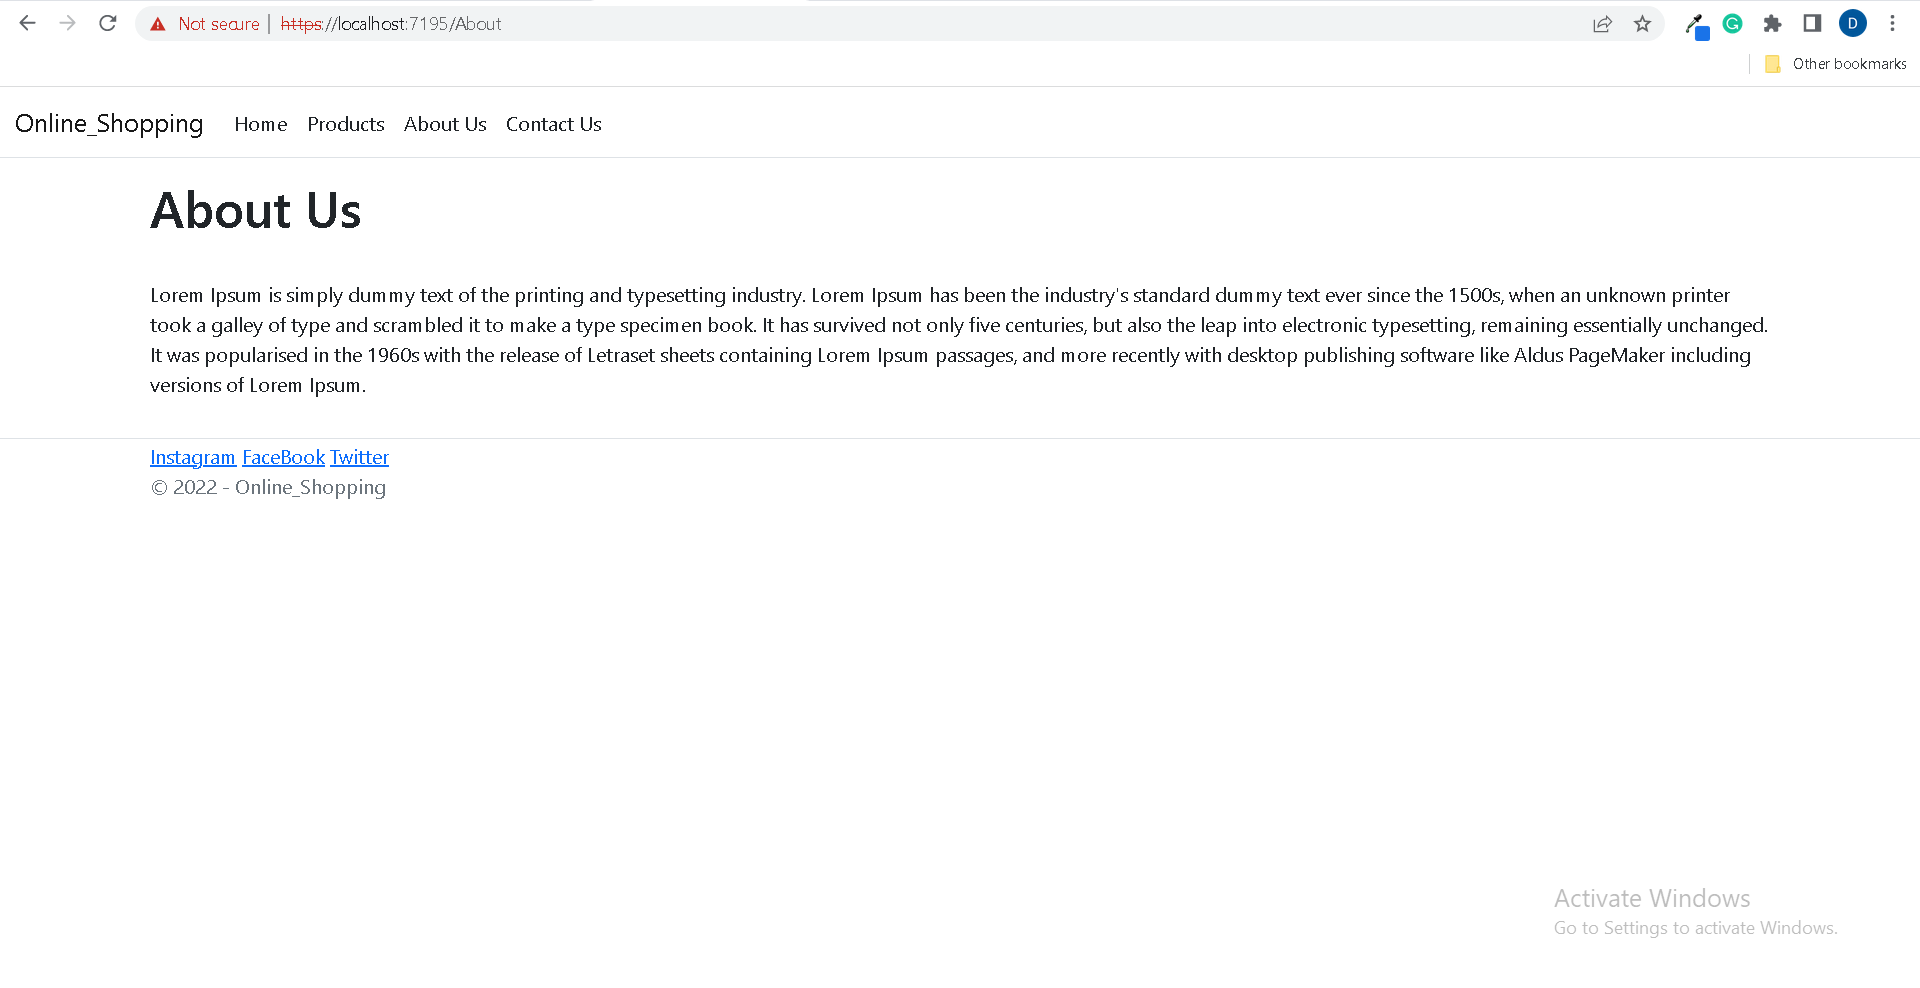 Not secure | https://localhost:7195/About
Other bookmarks
Online_Shopping Home Products About Us Contact Us
About Us
Lorem Ipsum is simply dummy text of the printing and typesetting industry. Lorem Ipsum has been the industry's standard dummy text ever since the 1500s, when an unknown printer
took a galley of type and scrambled it to make a type specimen book. It has survived not only five centuries, but also the leap into electronic typesetting, remaining essentially unchanged.
It was popularised in the 1960s with the release of Letraset sheets containing Lorem Ipsum passages, and more recently with desktop publishing software like Aldus PageMaker including
versions of Lorem Ipsum.
Instagram FaceBook Twitter
© 2022 - Online_Shopping
Activate Windows
Go to Settings to activate Windows.
D